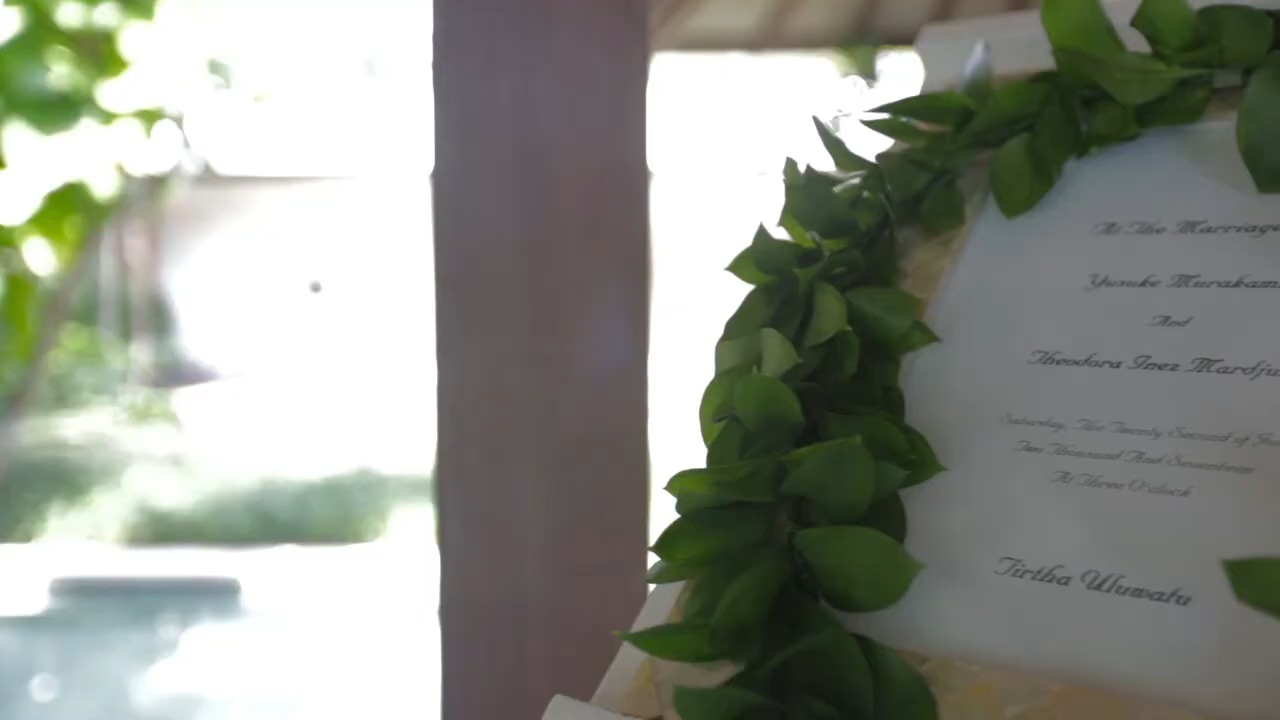 At The Marriage
Yusuke Murakami
And
Theodora Inez Mardju
Saturday, The Twenty Second of
Two Thousand And Seventeen
At Three O'clock
Tirtha Uluwatu